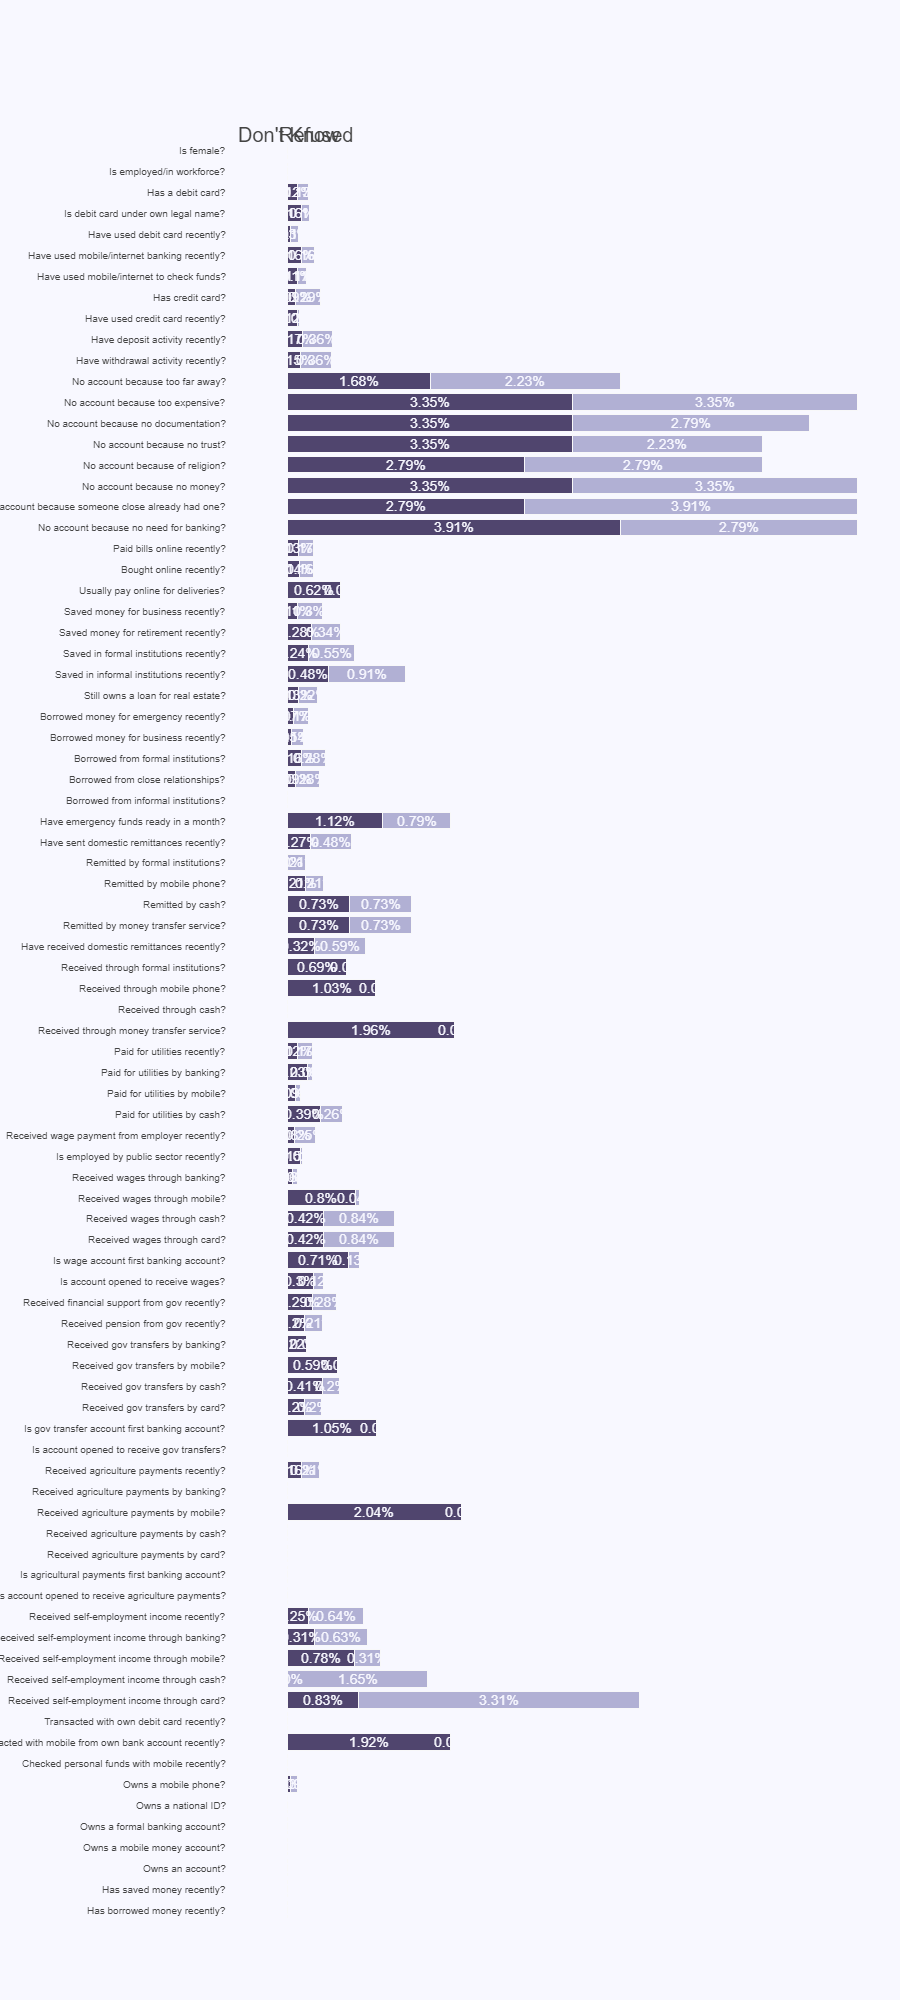 Don't Know Refused
Is female?
Is employed/in workforce?
Has a debit card?
Is debit card under own legal name?
Have used debit card recently?
Have used mobile/internet banking recently?
Have used mobile/internet to check funds?
Has credit card?
Have used credit card recently?
Have deposit activity recently?
Have withdrawal activity recently?
No account because too far away? 1.68% 2.23%
No account because too expensive? 3.35% 3.35%
No account because no documentation? 3.35% 2.79%
No account because no trust? 3.35% 2.23%
No account because of religion? 2.79% 2.79%
No account because no money? 3.35% 3.35%
account because someone close already had one? 2.79% 3.91%
No account because no need for banking? 3.91% 2.79%
Paid bills online recently?
Bought online recently?
Usually pay online for deliveries? 0.62%
Saved money for business recently?
Saved money for retirement recently?
Saved in formal institutions recently? 0.55%
Saved in informal institutions recently? 0.48% 0.91%
Still owns a loan for real estate?
Borrowed money for emergency recently?
Borrowed money for business recently?
Borrowed from formal institutions?
Borrowed from close relationships?
Borrowed from informal institutions?
Have emergency funds ready in a month? 1.12% 0.79%
Have sent domestic remittances recently? 0.48%
Remitted by formal institutions?
Remitted by mobile phone?
Remitted by cash? 0.73% 0.73%
Remitted by money transfer service? 0.73% 0.73%
Have received domestic remittances recently? 0.59%
Received through formal institutions? 0.69%
Received through mobile phone? 1.03%
Received through cash?
Received through money transfer service? 1.96%
Paid for utilities recently?
Paid for utilities by banking?
Paid for utilities by mobile?
Paid for utilities by cash? 0.39%
Received wage payment from employer recently?
Is employed by public sector recently?
Received wages through banking?
Received wages through mobile? 0.8%
Received wages through cash? 0.42% 0.84%
Received wages through card? 0.42% 0.84%
Is wage account first banking account? 0.71%
Is account opened to receive wages?
Received financial support from gov recently?
Received pension from gov recently?
Received gov transfers by banking?
Received gov transfers by mobile? 0.59%
Received gov transfers by cash? 0.41%
Received gov transfers by card?
Is gov transfer account first banking account? 1.05%
Is account opened to receive gov transfers?
Received agriculture payments recently?
Received agriculture payments by banking?
Received agriculture payments by mobile? 2.04%
Received agriculture payments by cash?
Received agriculture payments by card?
Is agricultural payments first banking account?
s account opened to receive agriculture payments?
Received self-employment income recently? 0.64%
eceived self-employment income through banking? 0.63%
Received self-employment income through mobile? 0.78% 0.31%
Received self-employment income through cash? 1.65%
Received self-employment income through card? 0.83% 3.31%
Transacted with own debit card recently?
acted with mobile from own bank account recently? 1.92%
Checked personal funds with mobile recently?
Owns a mobile phone?
Owns a national ID?
Owns a formal banking account?
Owns a mobile money account?
Owns an account?
Has saved money recently?
Has borrowed money recently?